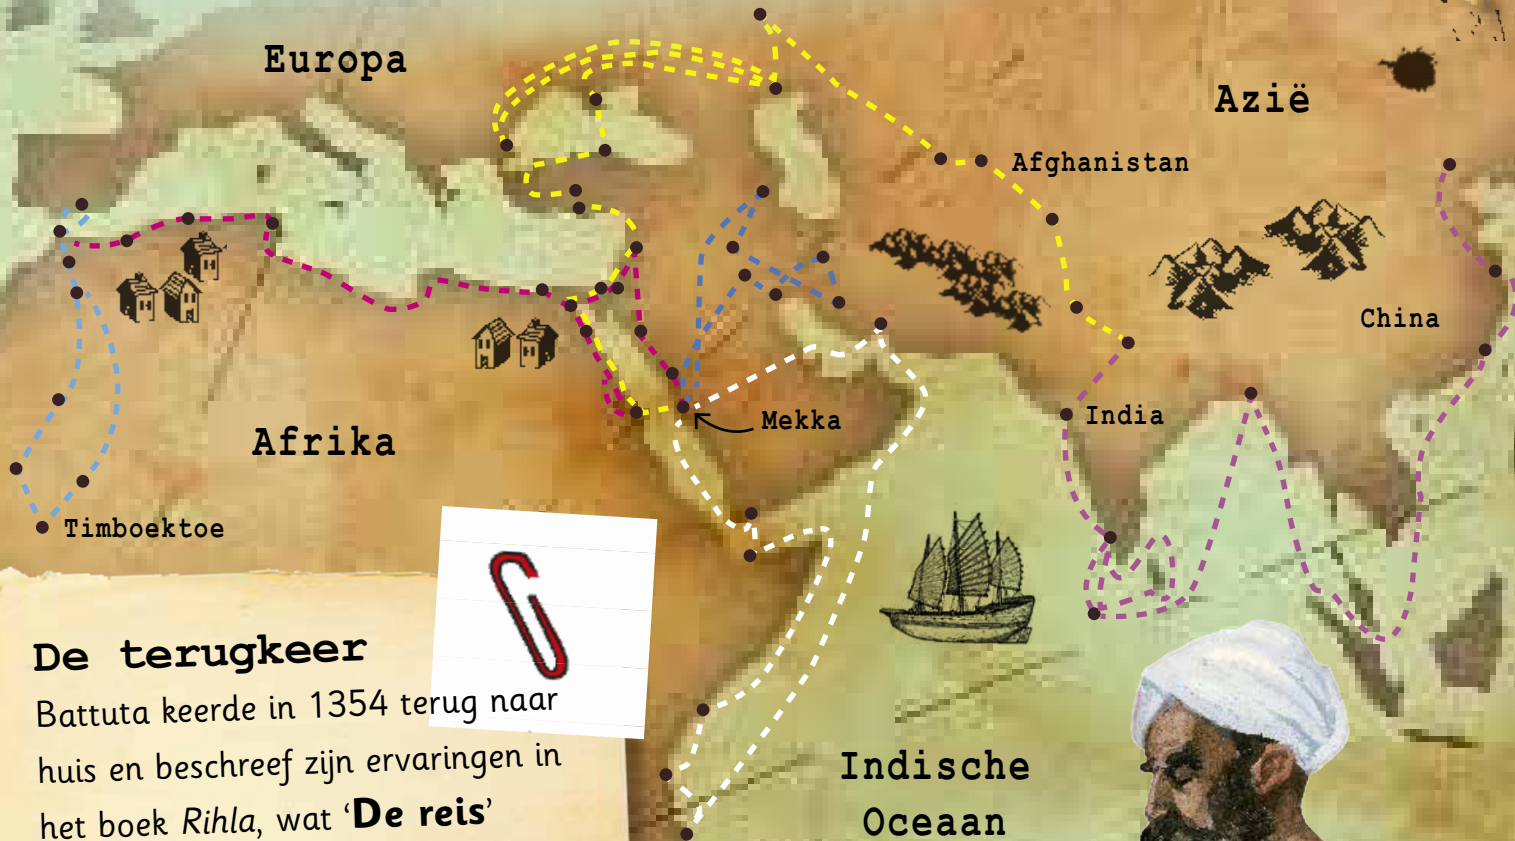 Europa
Azië
Afghanistan
China
Mekka
India
Afrika
Timboektoe
De terugkeer
Battuta keerde in 1354 terug naar
huis en beschreef zijn ervaringen in
het boek Rihla, wat ‘De reis’
Indische
Oceaan